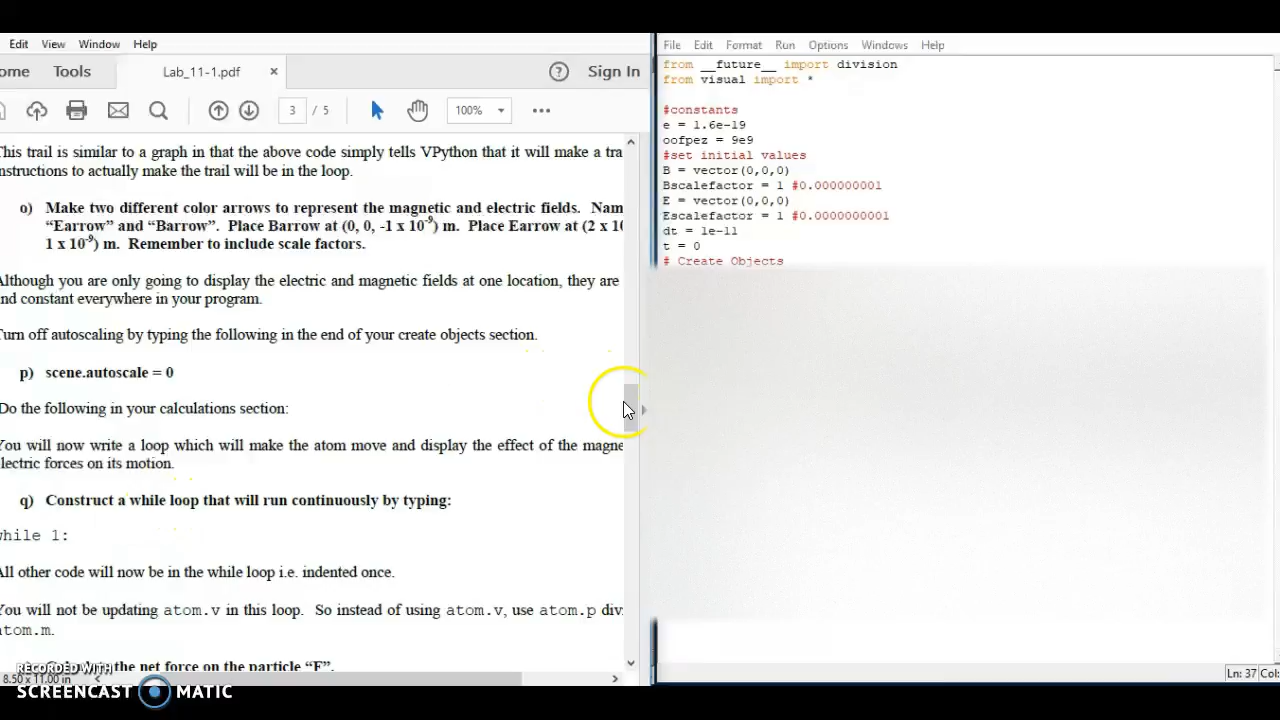 Edit View Window Help
ome Tools Lab_11-1.pdf × ? Sign In
3 / 5 100%
This trail is similar to a graph in that the above code simply tells VPython that it will make a tra
nstructions to actually make the trail will be in the loop.
o) Make two different color arrows to represent the magnetic and electric fields. Nam
“Earrow” and “Barrow”. Place Barrow at (0, 0, -1 x 10⁻⁹) m. Place Earrow at (2 x 10
1 x 10⁻⁹) m. Remember to include scale factors.
Although you are only going to display the electric and magnetic fields at one location, they are
nd constant everywhere in your program.
Turn off autoscaling by typing the following in the end of your create objects section.
p) scene.autoscale = 0
Do the following in your calculations section:
You will now write a loop which will make the atom move and display the effect of the magne
lectric forces on its motion.
q) Construct a while loop that will run continuously by typing:
while 1:
All other code will now be in the while loop i.e. indented once.
You will not be updating atom.v in this loop. So instead of using atom.v, use atom.p div
atom.m.
the net force on the particle “F”.
8.50 x 11.00 in
RECORDED WITH
SCREENCAST MATIC
File Edit Format Run Options Windows Help
from __future__ import division
from visual import *
#constants
e = 1.6e-19
oofpez = 9e9
#set initial values
B = vector(0,0,0)
Bscalefactor = 1 #0.000000001
E = vector(0,0,0)
Escalefactor = 1 #0.0000000001
dt = 1e-11
t = 0
# Create Objects
Ln: 37 Col: